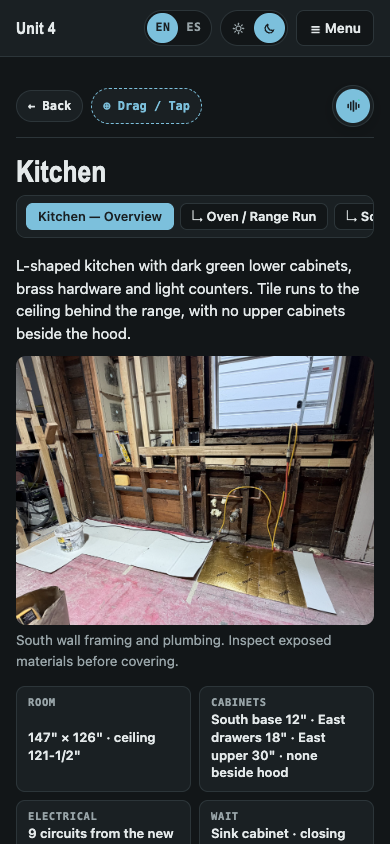 Unit 4
EN ES
≡ Menu
← Back
⊕ Drag / Tap
Kitchen
Kitchen — Overview
Oven / Range Run
L-shaped kitchen with dark green lower cabinets,
brass hardware and light counters. Tile runs to the
ceiling behind the range, with no upper cabinets
beside the hood.
South wall framing and plumbing. Inspect exposed
materials before covering.
ROOM
147" × 126" · ceiling
121-1/2"
CABINETS
South base 12" · East
drawers 18" · East
upper 30" · none
beside hood
ELECTRICAL
9 circuits from the new
WAIT
Sink cabinet · closing